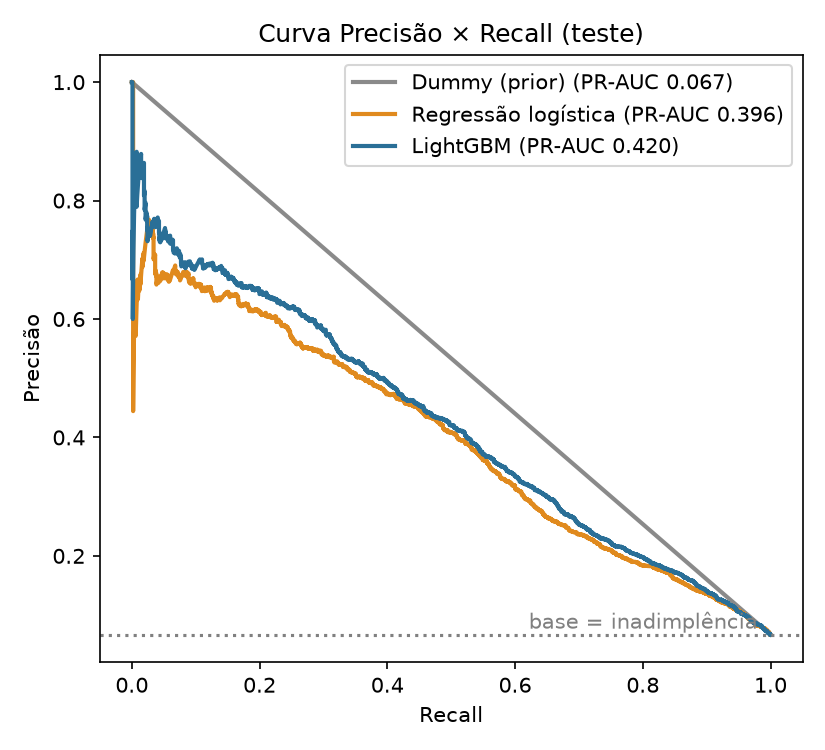 Curva Precisão × Recall (teste)
Dummy (prior) (PR-AUC 0.067)
Regressão logística (PR-AUC 0.396)
LightGBM (PR-AUC 0.420)
Precisão
1.0
0.8
0.6
0.4
0.2
base = inadimplência
0.0
0.2
0.4
0.6
0.8
1.0
Recall